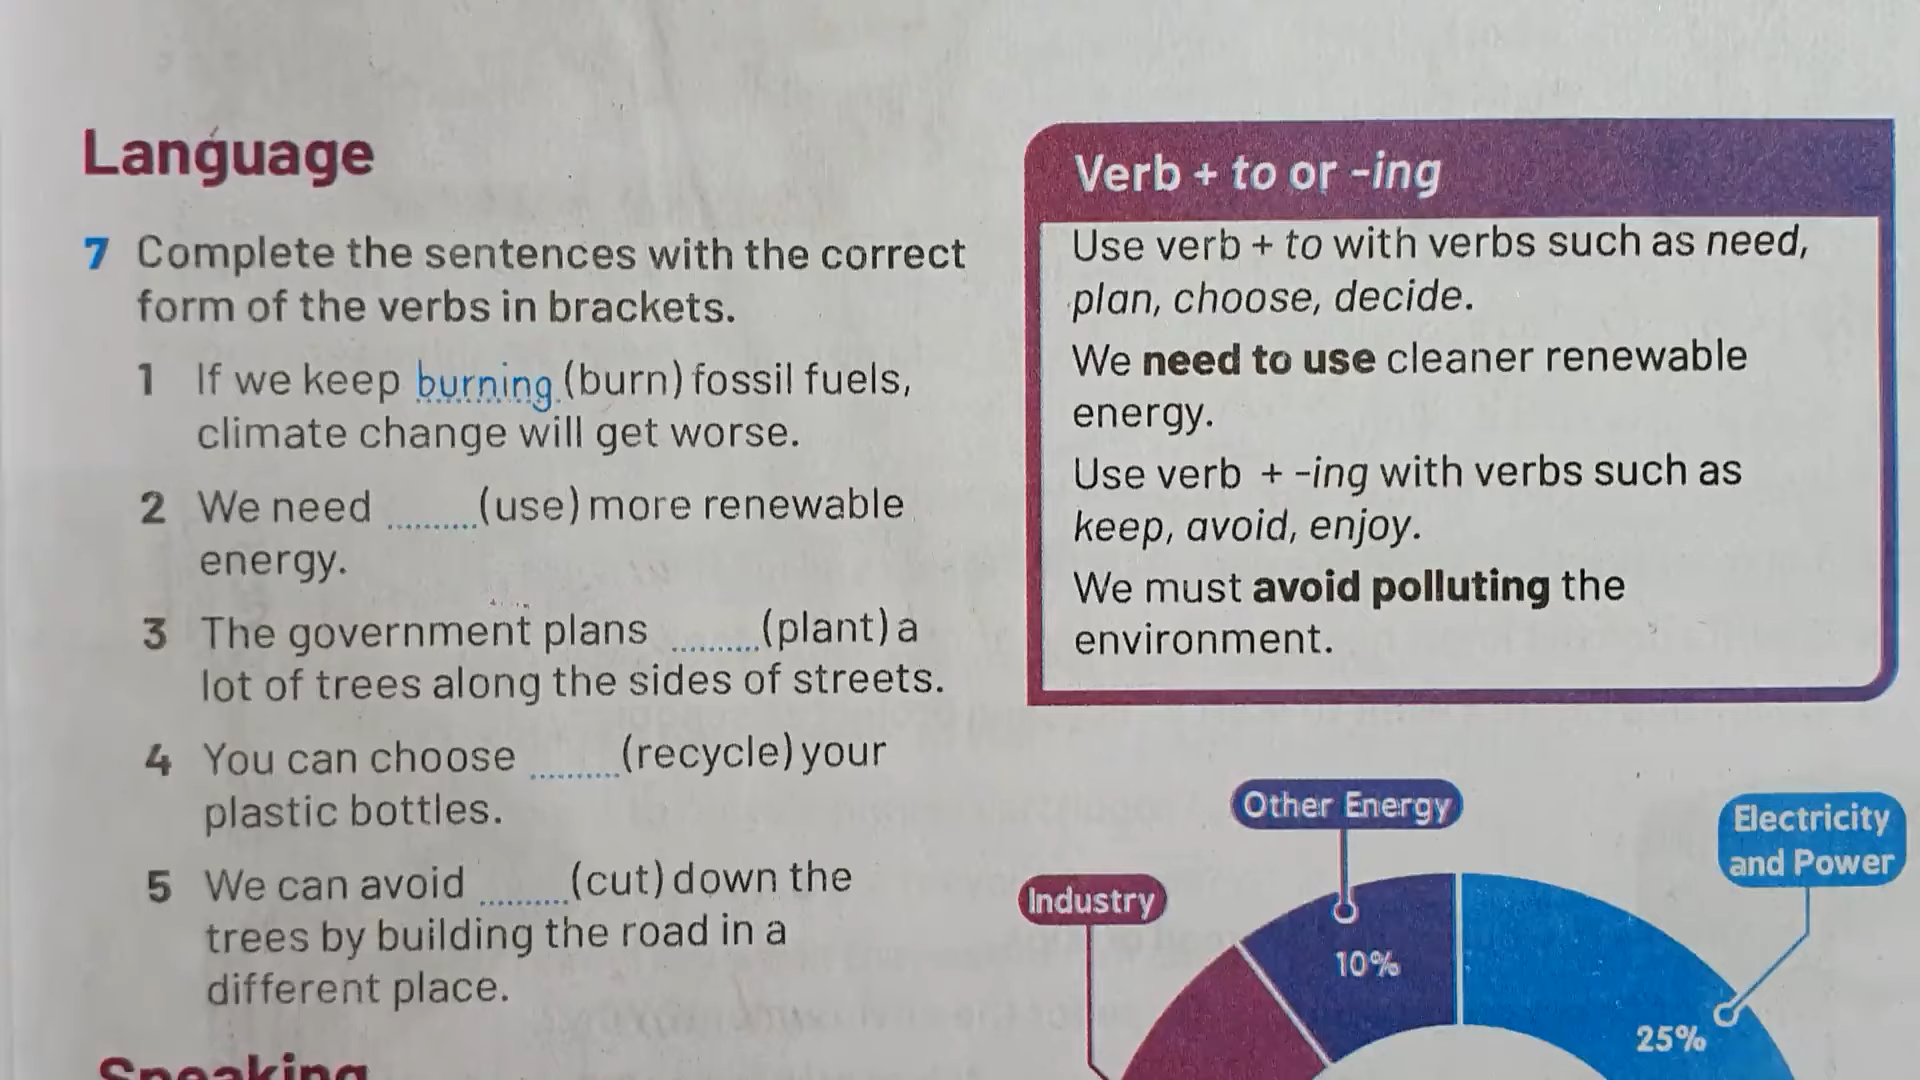 Language
7 Complete the sentences with the correct
form of the verbs in brackets.
1 If we keep burning (burn) fossil fuels,
climate change will get worse.
2 We need ......... (use) more renewable
energy.
3 The government plans ......... (plant) a
lot of trees along the sides of streets.
4 You can choose ......... (recycle) your
plastic bottles.
5 We can avoid ......... (cut) down the
trees by building the road in a
different place.
Speaking
Verb + to or -ing
Use verb + to with verbs such as need,
plan, choose, decide.
We need to use cleaner renewable
energy.
Use verb + -ing with verbs such as
keep, avoid, enjoy.
We must avoid polluting the
environment.
Other Energy
Electricity
and Power
Industry
10%
25%